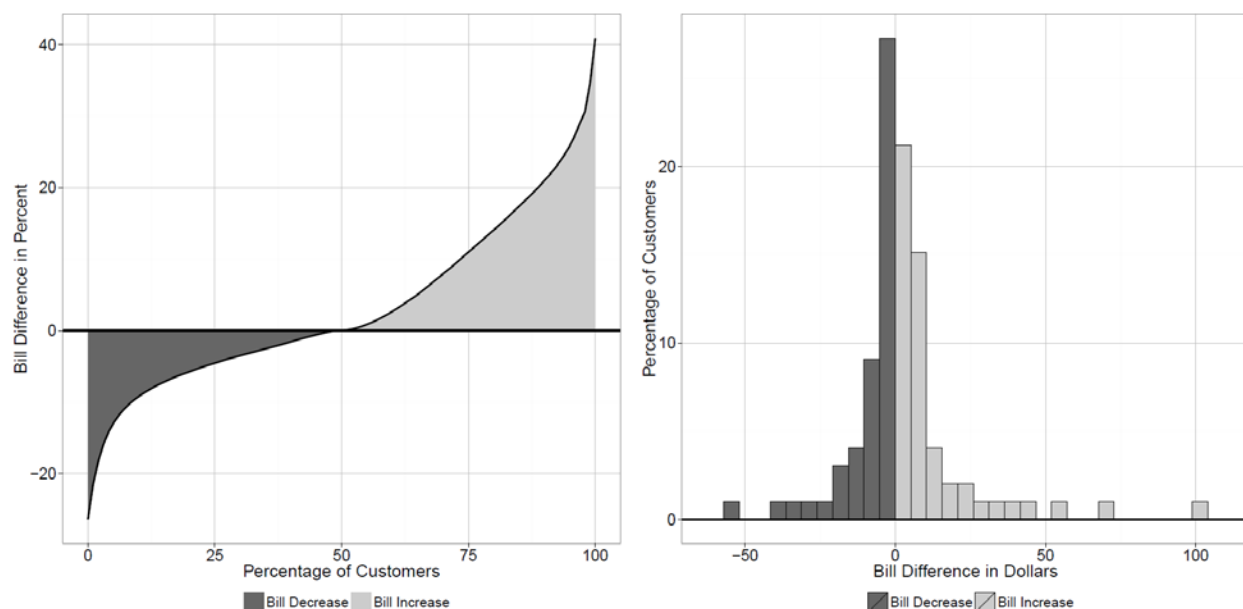 40
20
0
−20
Bill Difference in Percent
0
25
50
75
100
Percentage of Customers
Bill Decrease
Bill Increase
20
10
0
Percentage of Customers
−50
0
50
100
Bill Difference in Dollars
Bill Decrease
Bill Increase